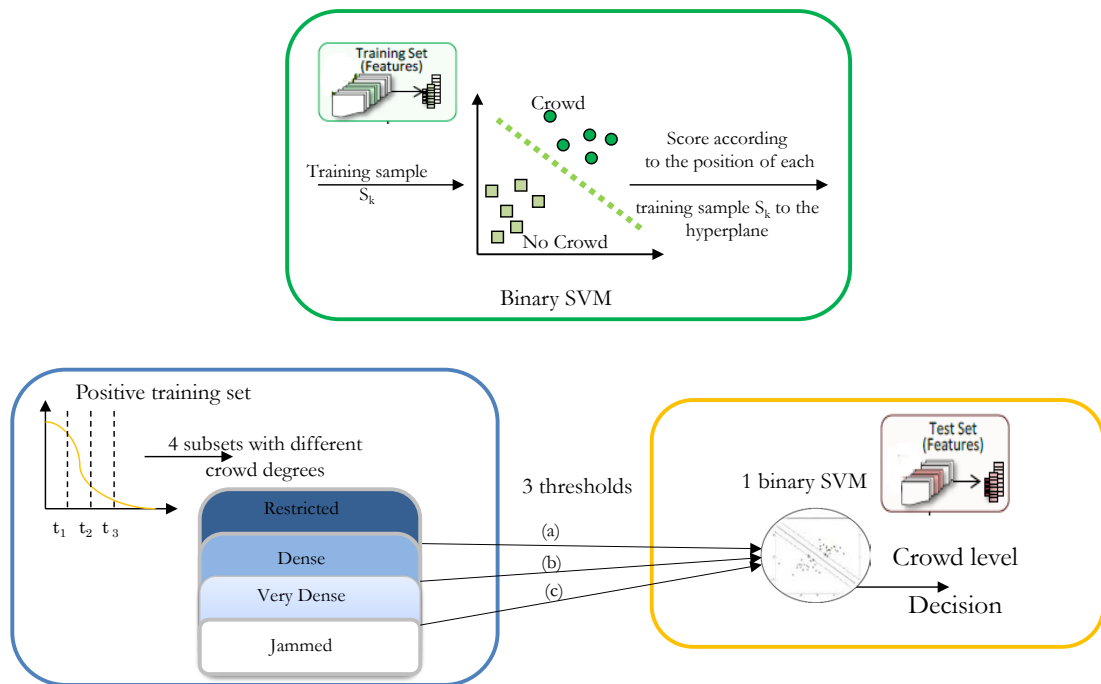 Training Set
(Features)
Crowd
Training sample
S_k
No Crowd
Score according
to the position of each
training sample S_k to the
hyperplane
Binary SVM
Positive training set
t_1 t_2 t_3
4 subsets with different
crowd degrees
Restricted
Dense
Very Dense
Jammed
3 thresholds
(a)
(b)
(c)
Test Set
(Features)
1 binary SVM
Crowd level
Decision